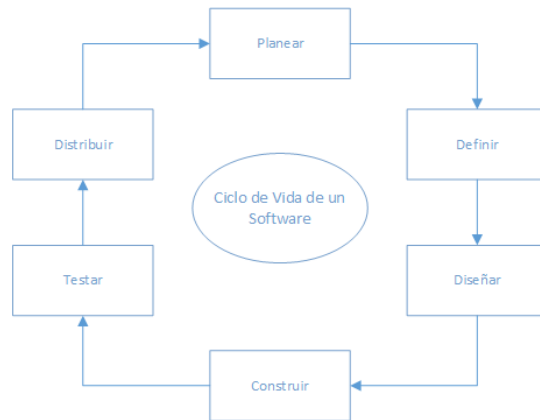 Planear
Distribuir
Definir
Ciclo de Vida de un
Software
Testar
Diseñar
Construir